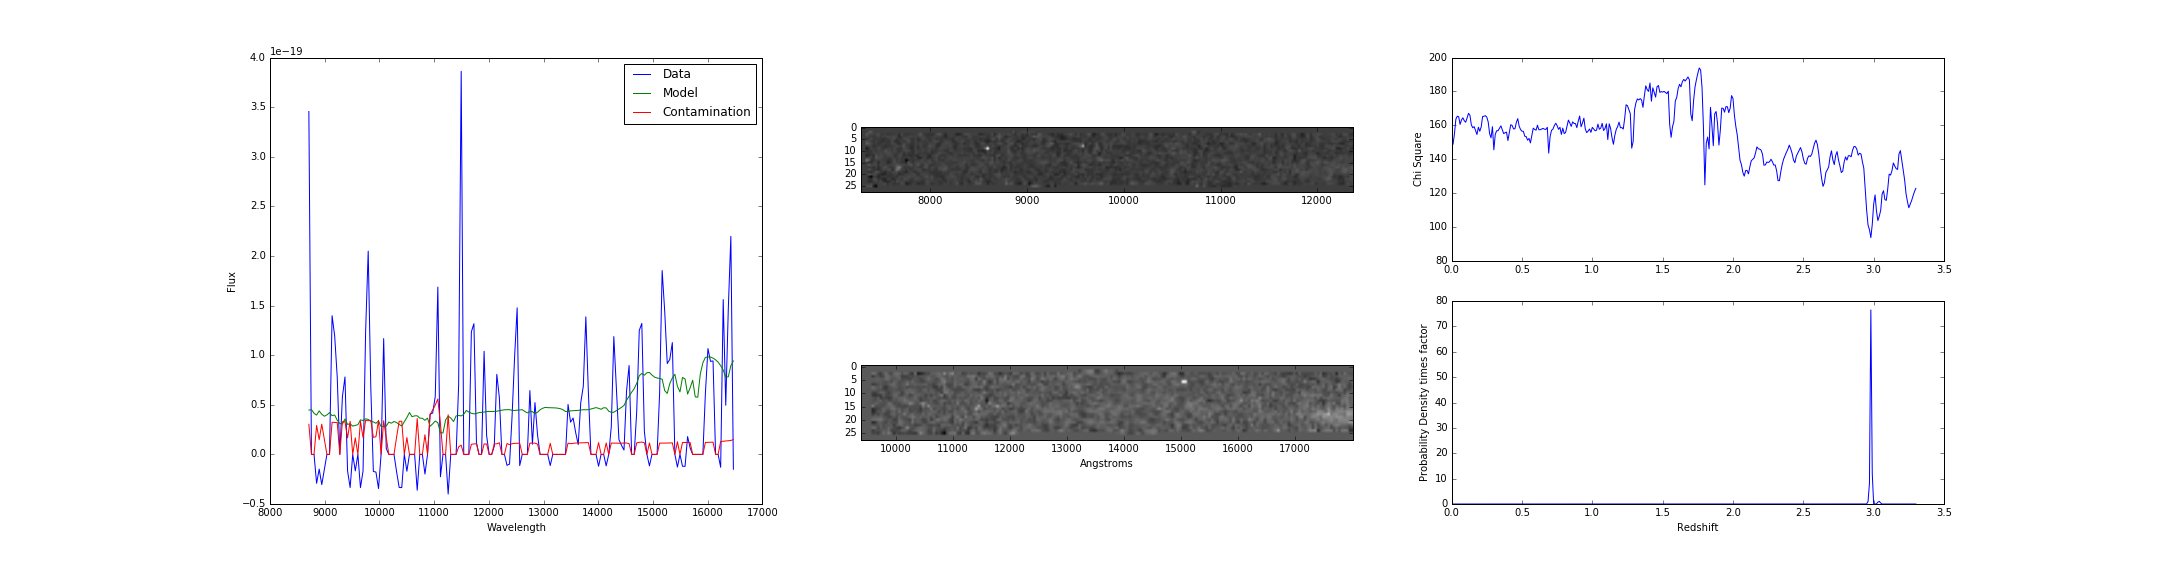 1e−19
4.0
3.5
3.0
2.5
2.0
1.5
1.0
0.5
0.0
−0.5
8000 9000 10000 11000 12000 13000 14000 15000 16000 17000
Wavelength
Flux
Data
Model
Contamination
0
5
10
15
20
25
8000 9000 10000 11000 12000
0
5
10
15
20
25
10000 11000 12000 13000 14000 15000 16000 17000
Angstroms
200
180
160
140
120
100
80
0.0 0.5 1.0 1.5 2.0 2.5 3.0 3.5
Chi Square
80
70
60
50
40
30
20
10
0
0.0 0.5 1.0 1.5 2.0 2.5 3.0 3.5
Redshift
Probability Density times factor